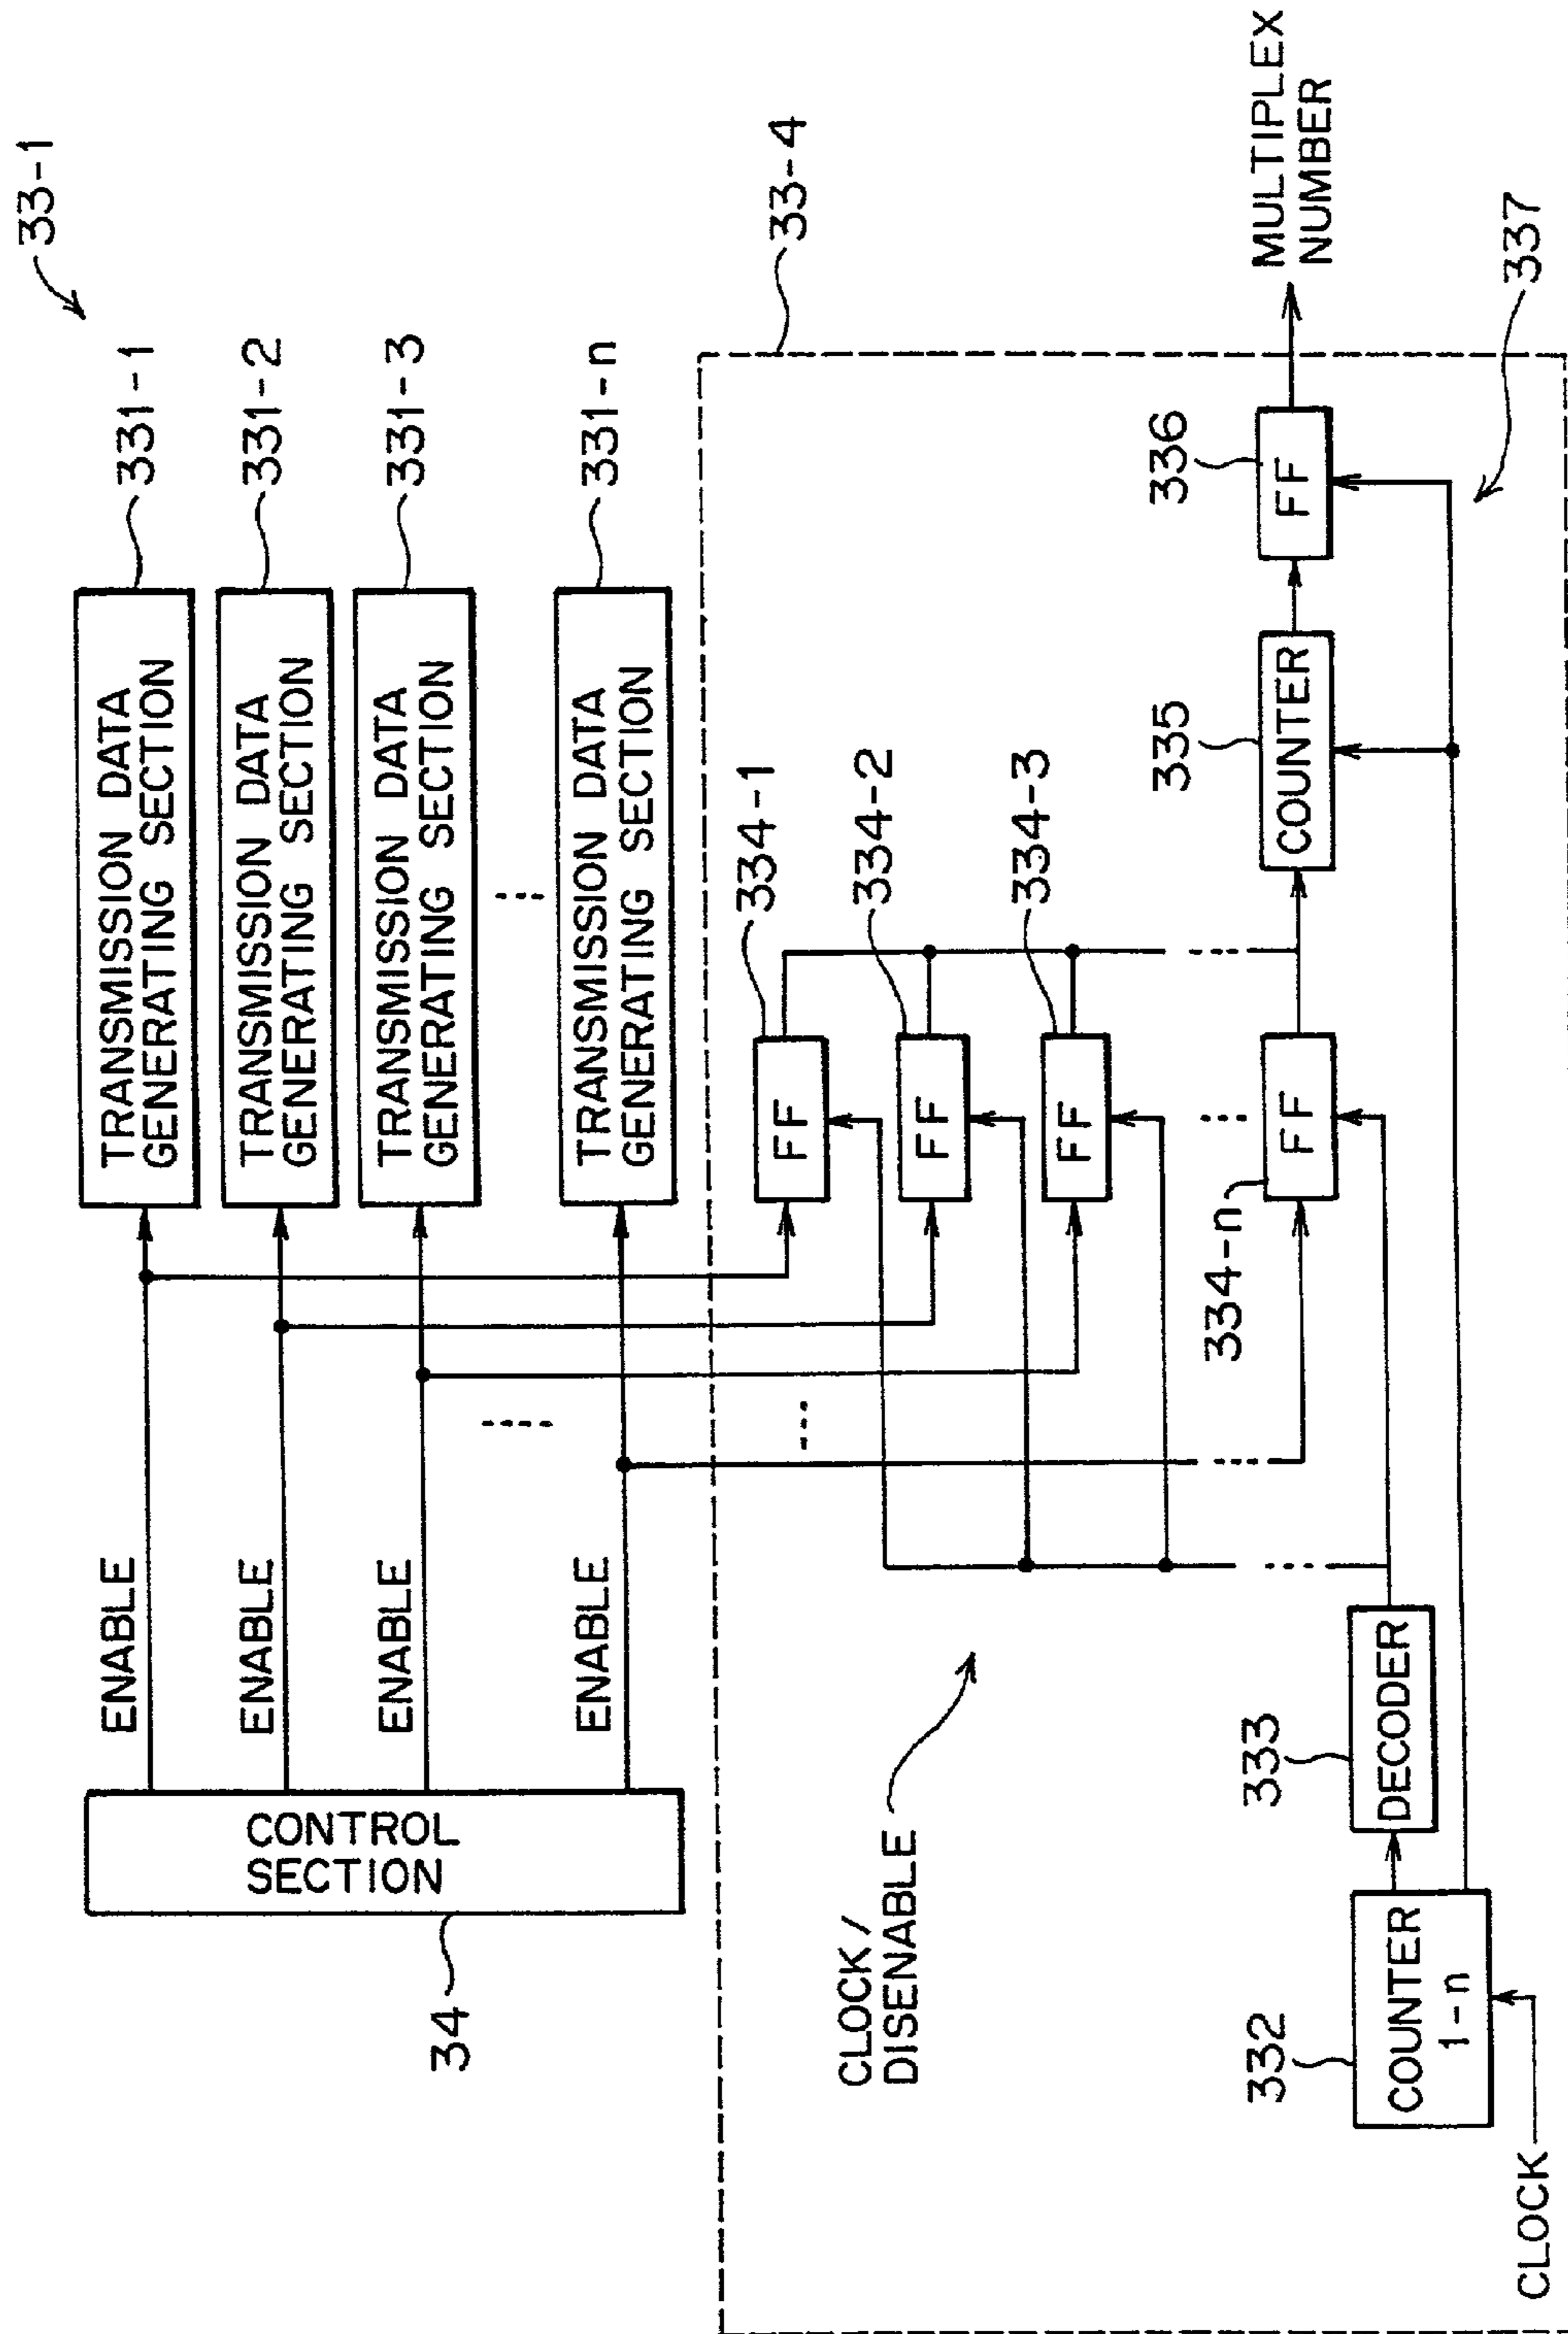 33-1
TRANSMISSION DATA
GENERATING SECTION
331-1
TRANSMISSION DATA
GENERATING SECTION
331-2
TRANSMISSION DATA
GENERATING SECTION
331-3
TRANSMISSION DATA
GENERATING SECTION
331-n
ENABLE
ENABLE
ENABLE
ENABLE
CONTROL
SECTION
34
33-4
CLOCK/
DISENABLE
FF
334-1
FF
334-2
FF
334-3
FF
334-n
COUNTER
335
FF
336
MULTIPLEX
NUMBER
337
DECODER
333
COUNTER
1-n
332
CLOCK